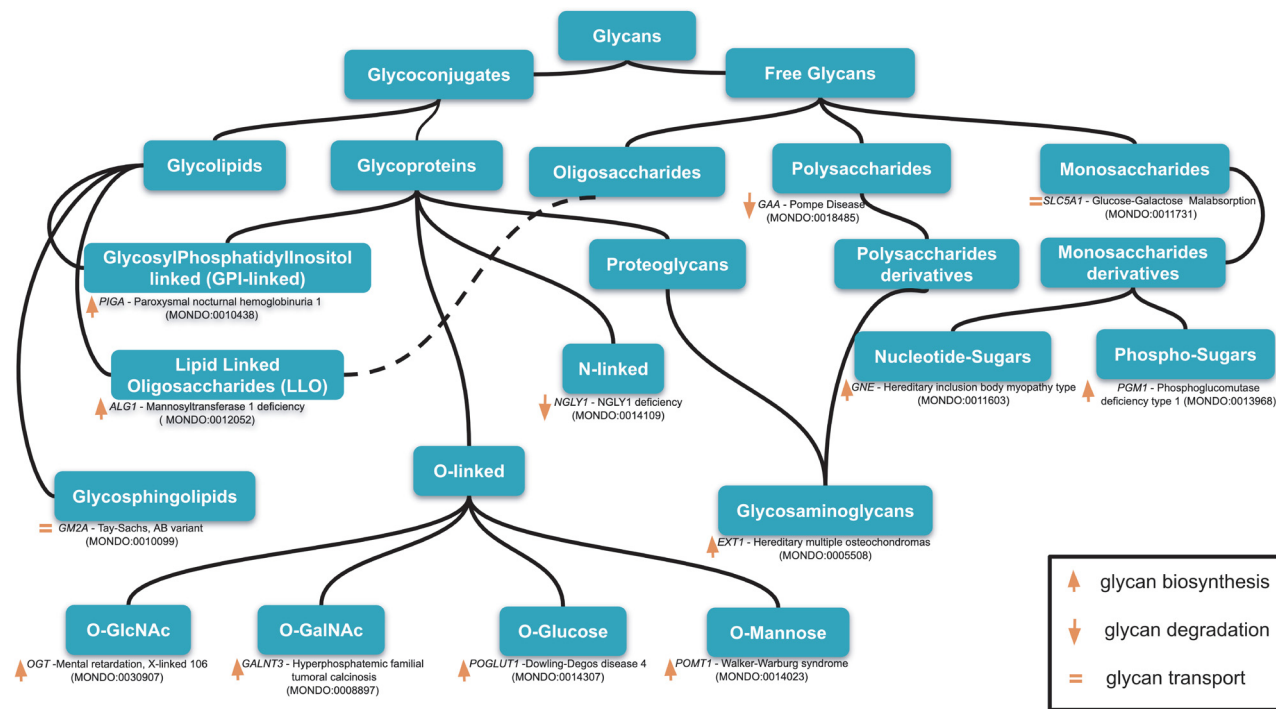 Glycans
Glycoconjugates
Free Glycans
Glycolipids
Glycoproteins
Oligosaccharides
Polysaccharides
GAA - Pompe Disease
(MONDO:0018485)
Monosaccharides
SLC5A1 - Glucose-Galactose Malabsorption
(MONDO:0011731)
GlycosylPhosphatidylInositol
linked (GPI-linked)
PIGA - Paroxysmal nocturnal hemoglobinuria 1
(MONDO:0010438)
Proteoglycans
Polysaccharides
derivatives
Monosaccharides
derivatives
Lipid Linked
Oligosaccharides (LLO)
ALG1 - Mannosyltransferase 1 deficiency
( MONDO:0012052)
N-linked
NGLY1 - NGLY1 deficiency
(MONDO:0014109)
Nucleotide-Sugars
GNE - Hereditary inclusion body myopathy type
(MONDO:0011603)
Phospho-Sugars
PGM1 - Phosphoglucomutase
deficiency type 1 (MONDO:0013968)
O-linked
Glycosphingolipids
GM2A - Tay-Sachs, AB variant
(MONDO:0010099)
Glycosaminoglycans
EXT1 - Hereditary multiple osteochondromas
(MONDO:0005508)
O-GlcNAc
OGT -Mental retardation, X-linked 106
(MONDO:0030907)
O-GalNAc
GALNT3 - Hyperphosphatemic familial
tumoral calcinosis
(MONDO:0008897)
O-Glucose
POGLUT1 - Dowling-Degos disease 4
(MONDO:0014307)
O-Mannose
POMT1 - Walker-Warburg syndrome
(MONDO:0014023)
glycan biosynthesis
glycan degradation
= glycan transport